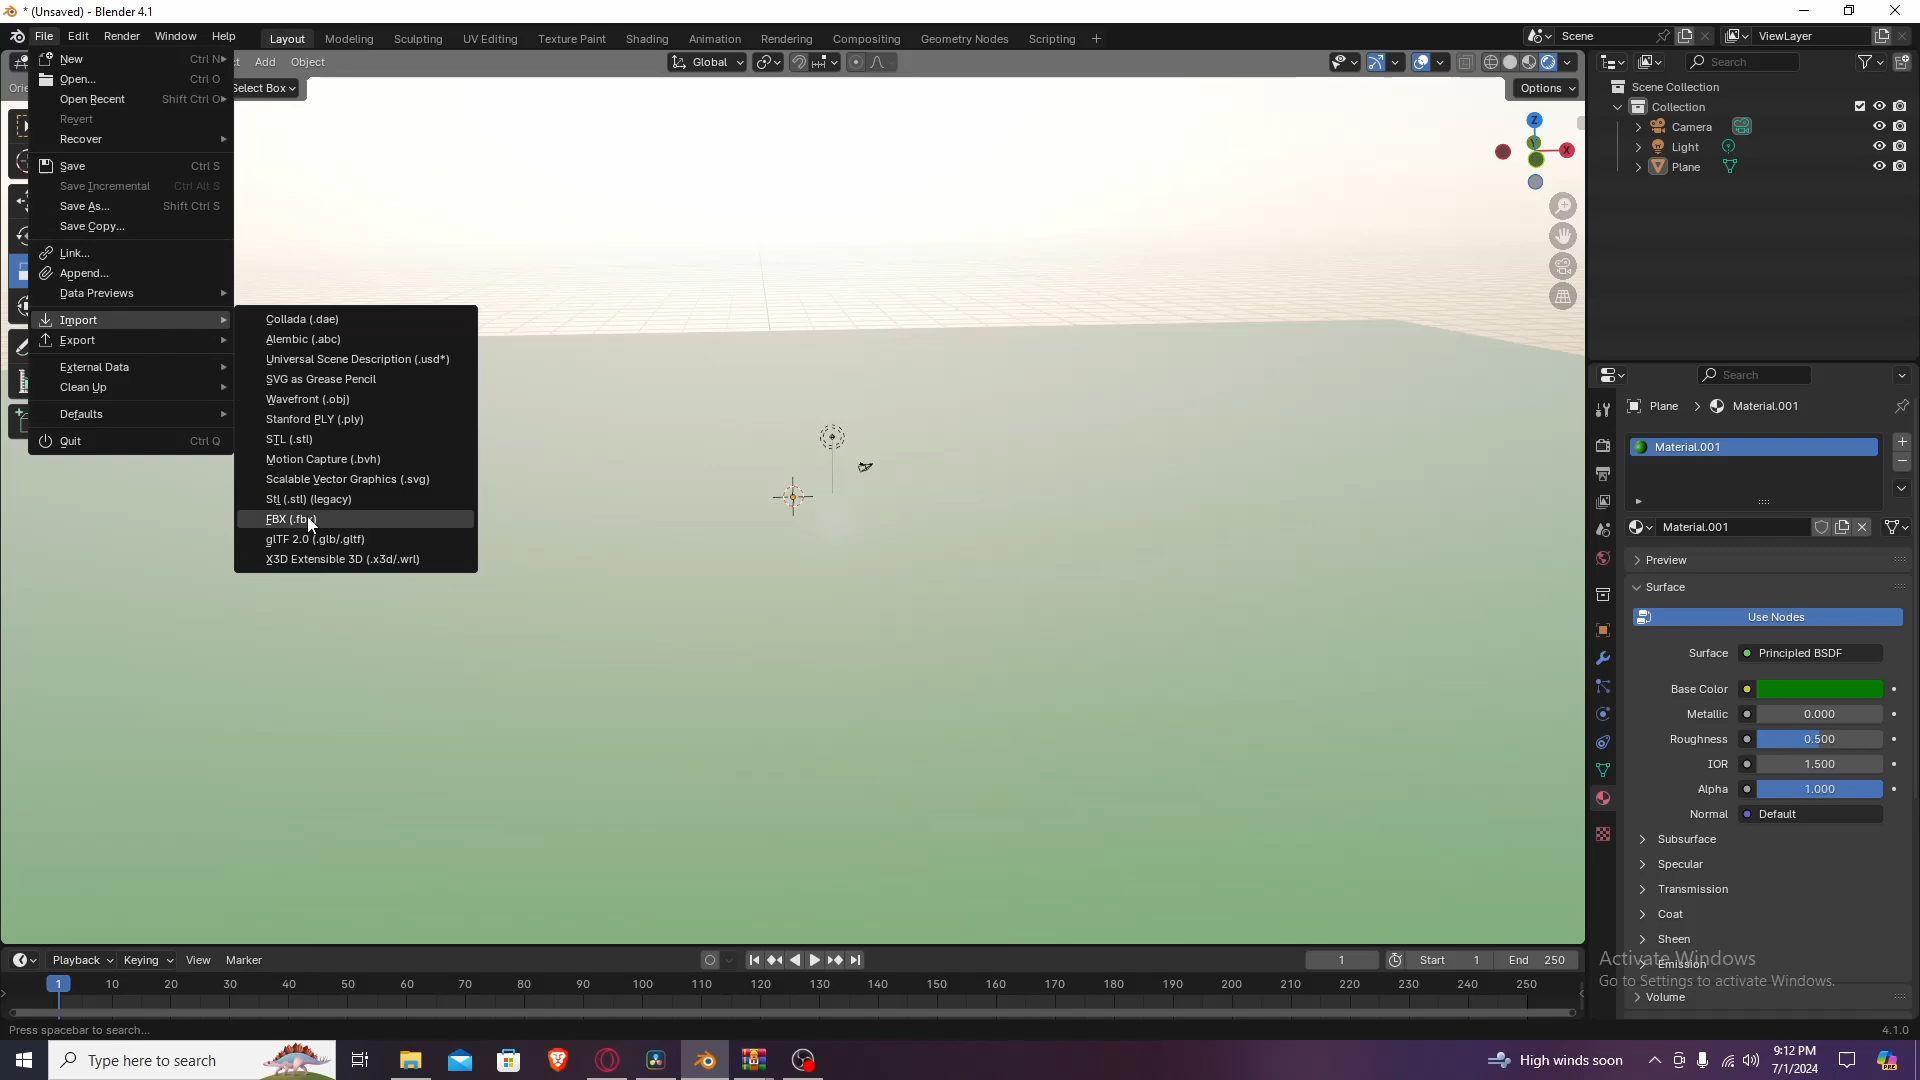 * (Unsaved) - Blender 4.1
File Edit Render Window Help
Layout Modeling Sculpting UV Editing Texture Paint Shading Animation Rendering Compositing Geometry Nodes Scripting +
Scene
ViewLayer
Add Object
Global
Search
Select Box
Options
New Ctrl N
Open... Ctrl O
Open Recent Shift Ctrl O
Revert
Recover
Save Ctrl S
Save Incremental Ctrl Alt S
Save As... Shift Ctrl S
Save Copy...
Link...
Append...
Data Previews
Import
Export
External Data
Clean Up
Defaults
Quit Ctrl Q
Collada (.dae)
Alembic (.abc)
Universal Scene Description (.usd*)
SVG as Grease Pencil
Wavefront (.obj)
Stanford PLY (.ply)
STL (.stl)
Motion Capture (.bvh)
Scalable Vector Graphics (.svg)
Stl (.stl) (legacy)
FBX (.fbx)
glTF 2.0 (.glb/.gltf)
X3D Extensible 3D (.x3d/.wrl)
Z
Y
X
Scene Collection
Collection
Camera
Light
Plane
Search
Plane > Material.001
Material.001
Material.001
Preview
Surface
Use Nodes
Surface Principled BSDF
Base Color
Metallic 0.000
Roughness 0.500
IOR 1.500
Alpha 1.000
Normal Default
Subsurface
Specular
Transmission
Coat
Sheen
Emission
Volume
Activate Windows
Go to Settings to activate Windows.
Playback Keying View Marker
1 Start 1 End 250
1 10 20 30 40 50 60 70 80 90 100 110 120 130 140 150 160 170 180 190 200 210 220 230 240 250
Press spacebar to search...
4.1.0
Type here to search
High winds soon
9:12 PM
7/1/2024